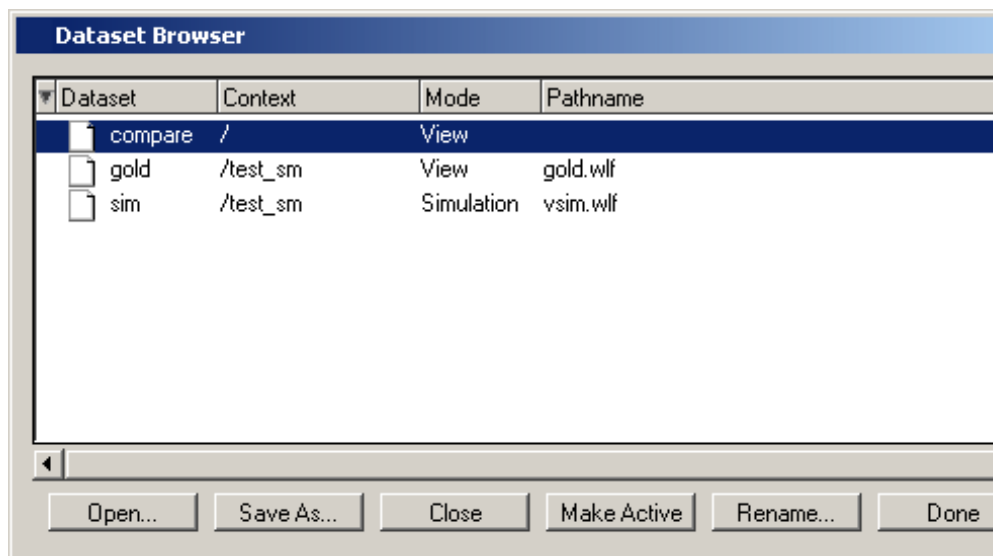 Dataset Browser
Dataset Context Mode Pathname
compare / View
gold /test_sm View gold.wlf
sim /test_sm Simulation vsim.wlf
Open... Save As... Close Make Active Rename... Done